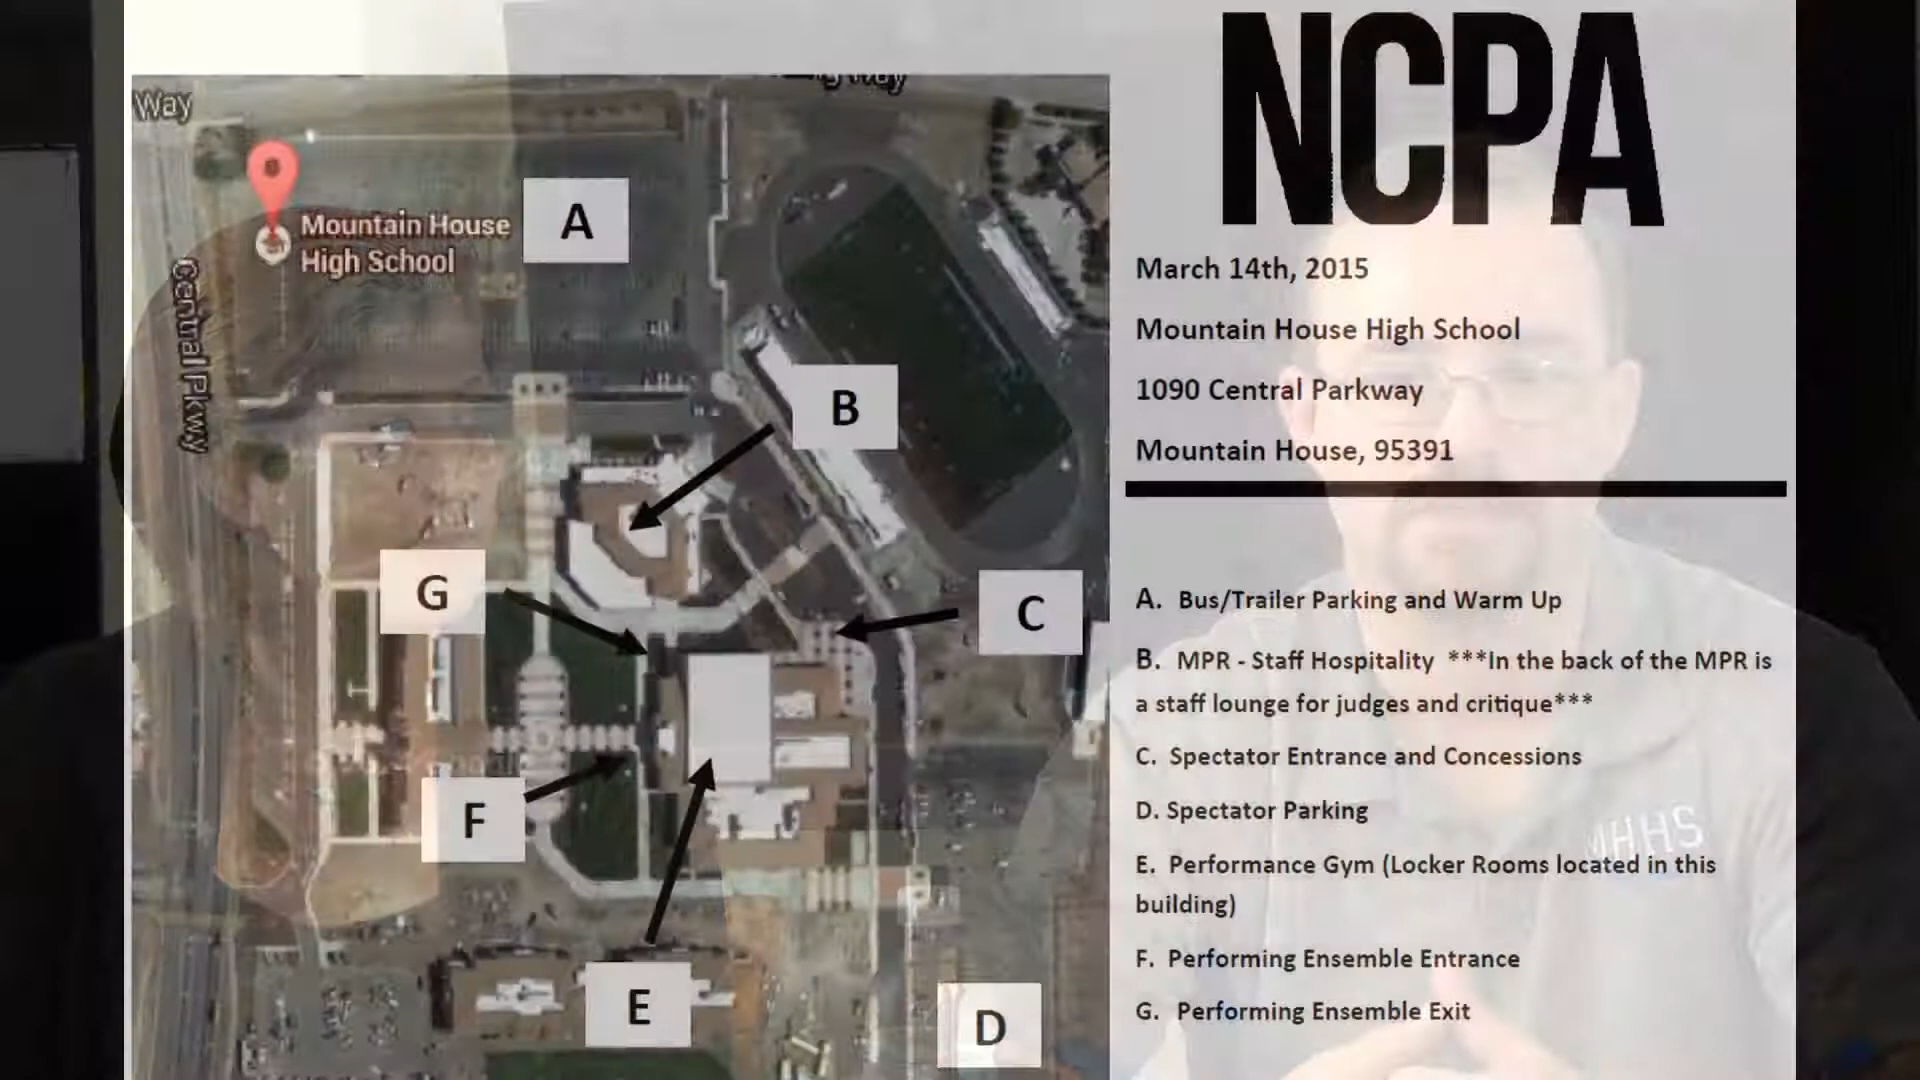 NCPA
Way
Way
Mountain House
High School
Central Pkwy
A
B
G
C
F
E
D
March 14th, 2015
Mountain House High School
1090 Central Parkway
Mountain House, 95391
A. Bus/Trailer Parking and Warm Up
B. MPR - Staff Hospitality ***In the back of the MPR is
a staff lounge for judges and critique***
C. Spectator Entrance and Concessions
D. Spectator Parking
E. Performance Gym (Locker Rooms located in this
building)
F. Performing Ensemble Entrance
G. Performing Ensemble Exit
MHHS